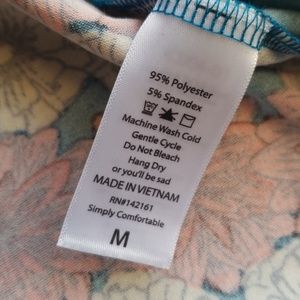 95% Polyester
5% Spandex
Machine Wash Cold
Gentle Cycle
Do Not Bleach
Hang Dry
or you'll be sad
MADE IN VIETNAM
RN#142161
Simply Comfortable
M